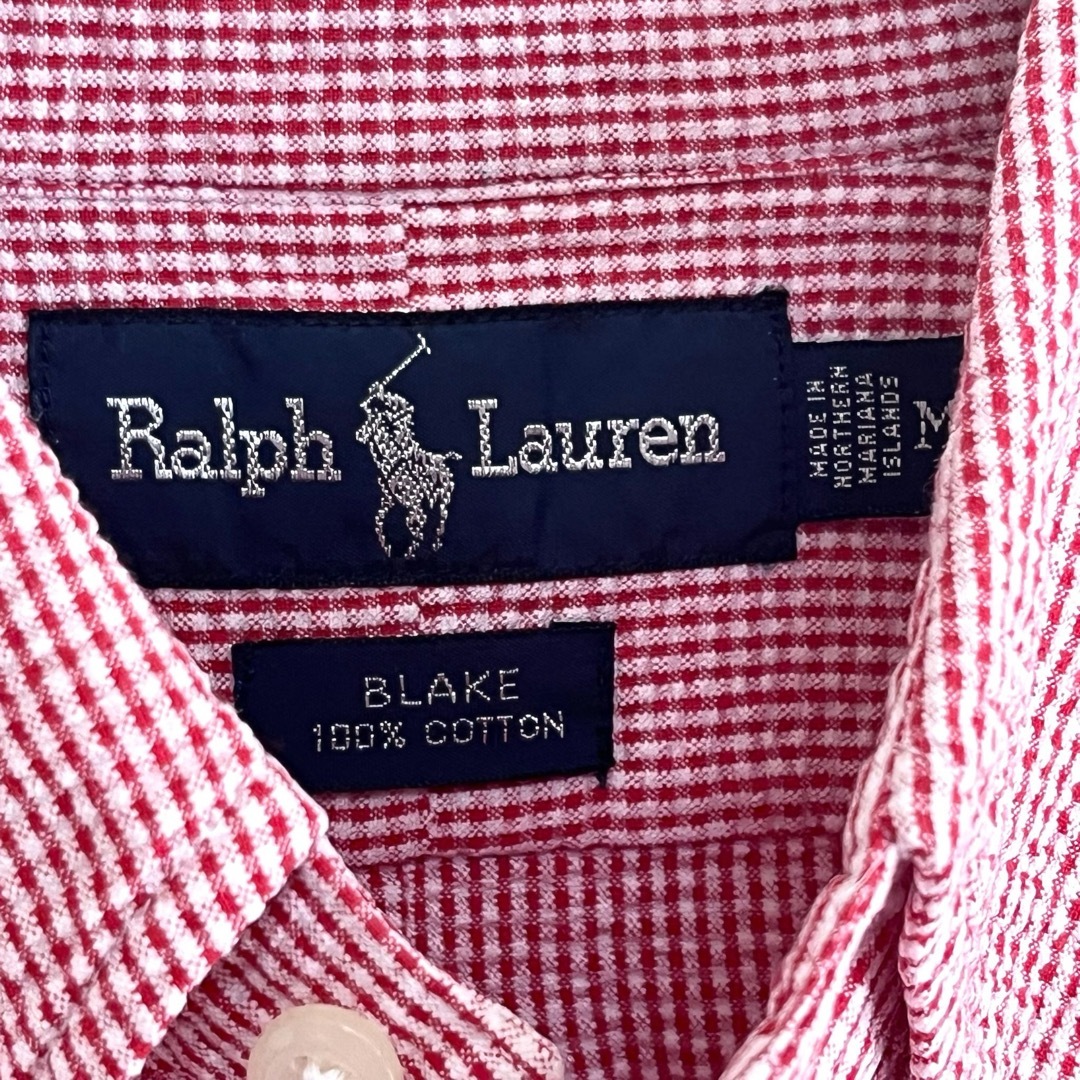 Ralph Lauren
MADE IN
NORTHERN
MARIANA
ISLANDS
M
BLAKE
100% COTTON